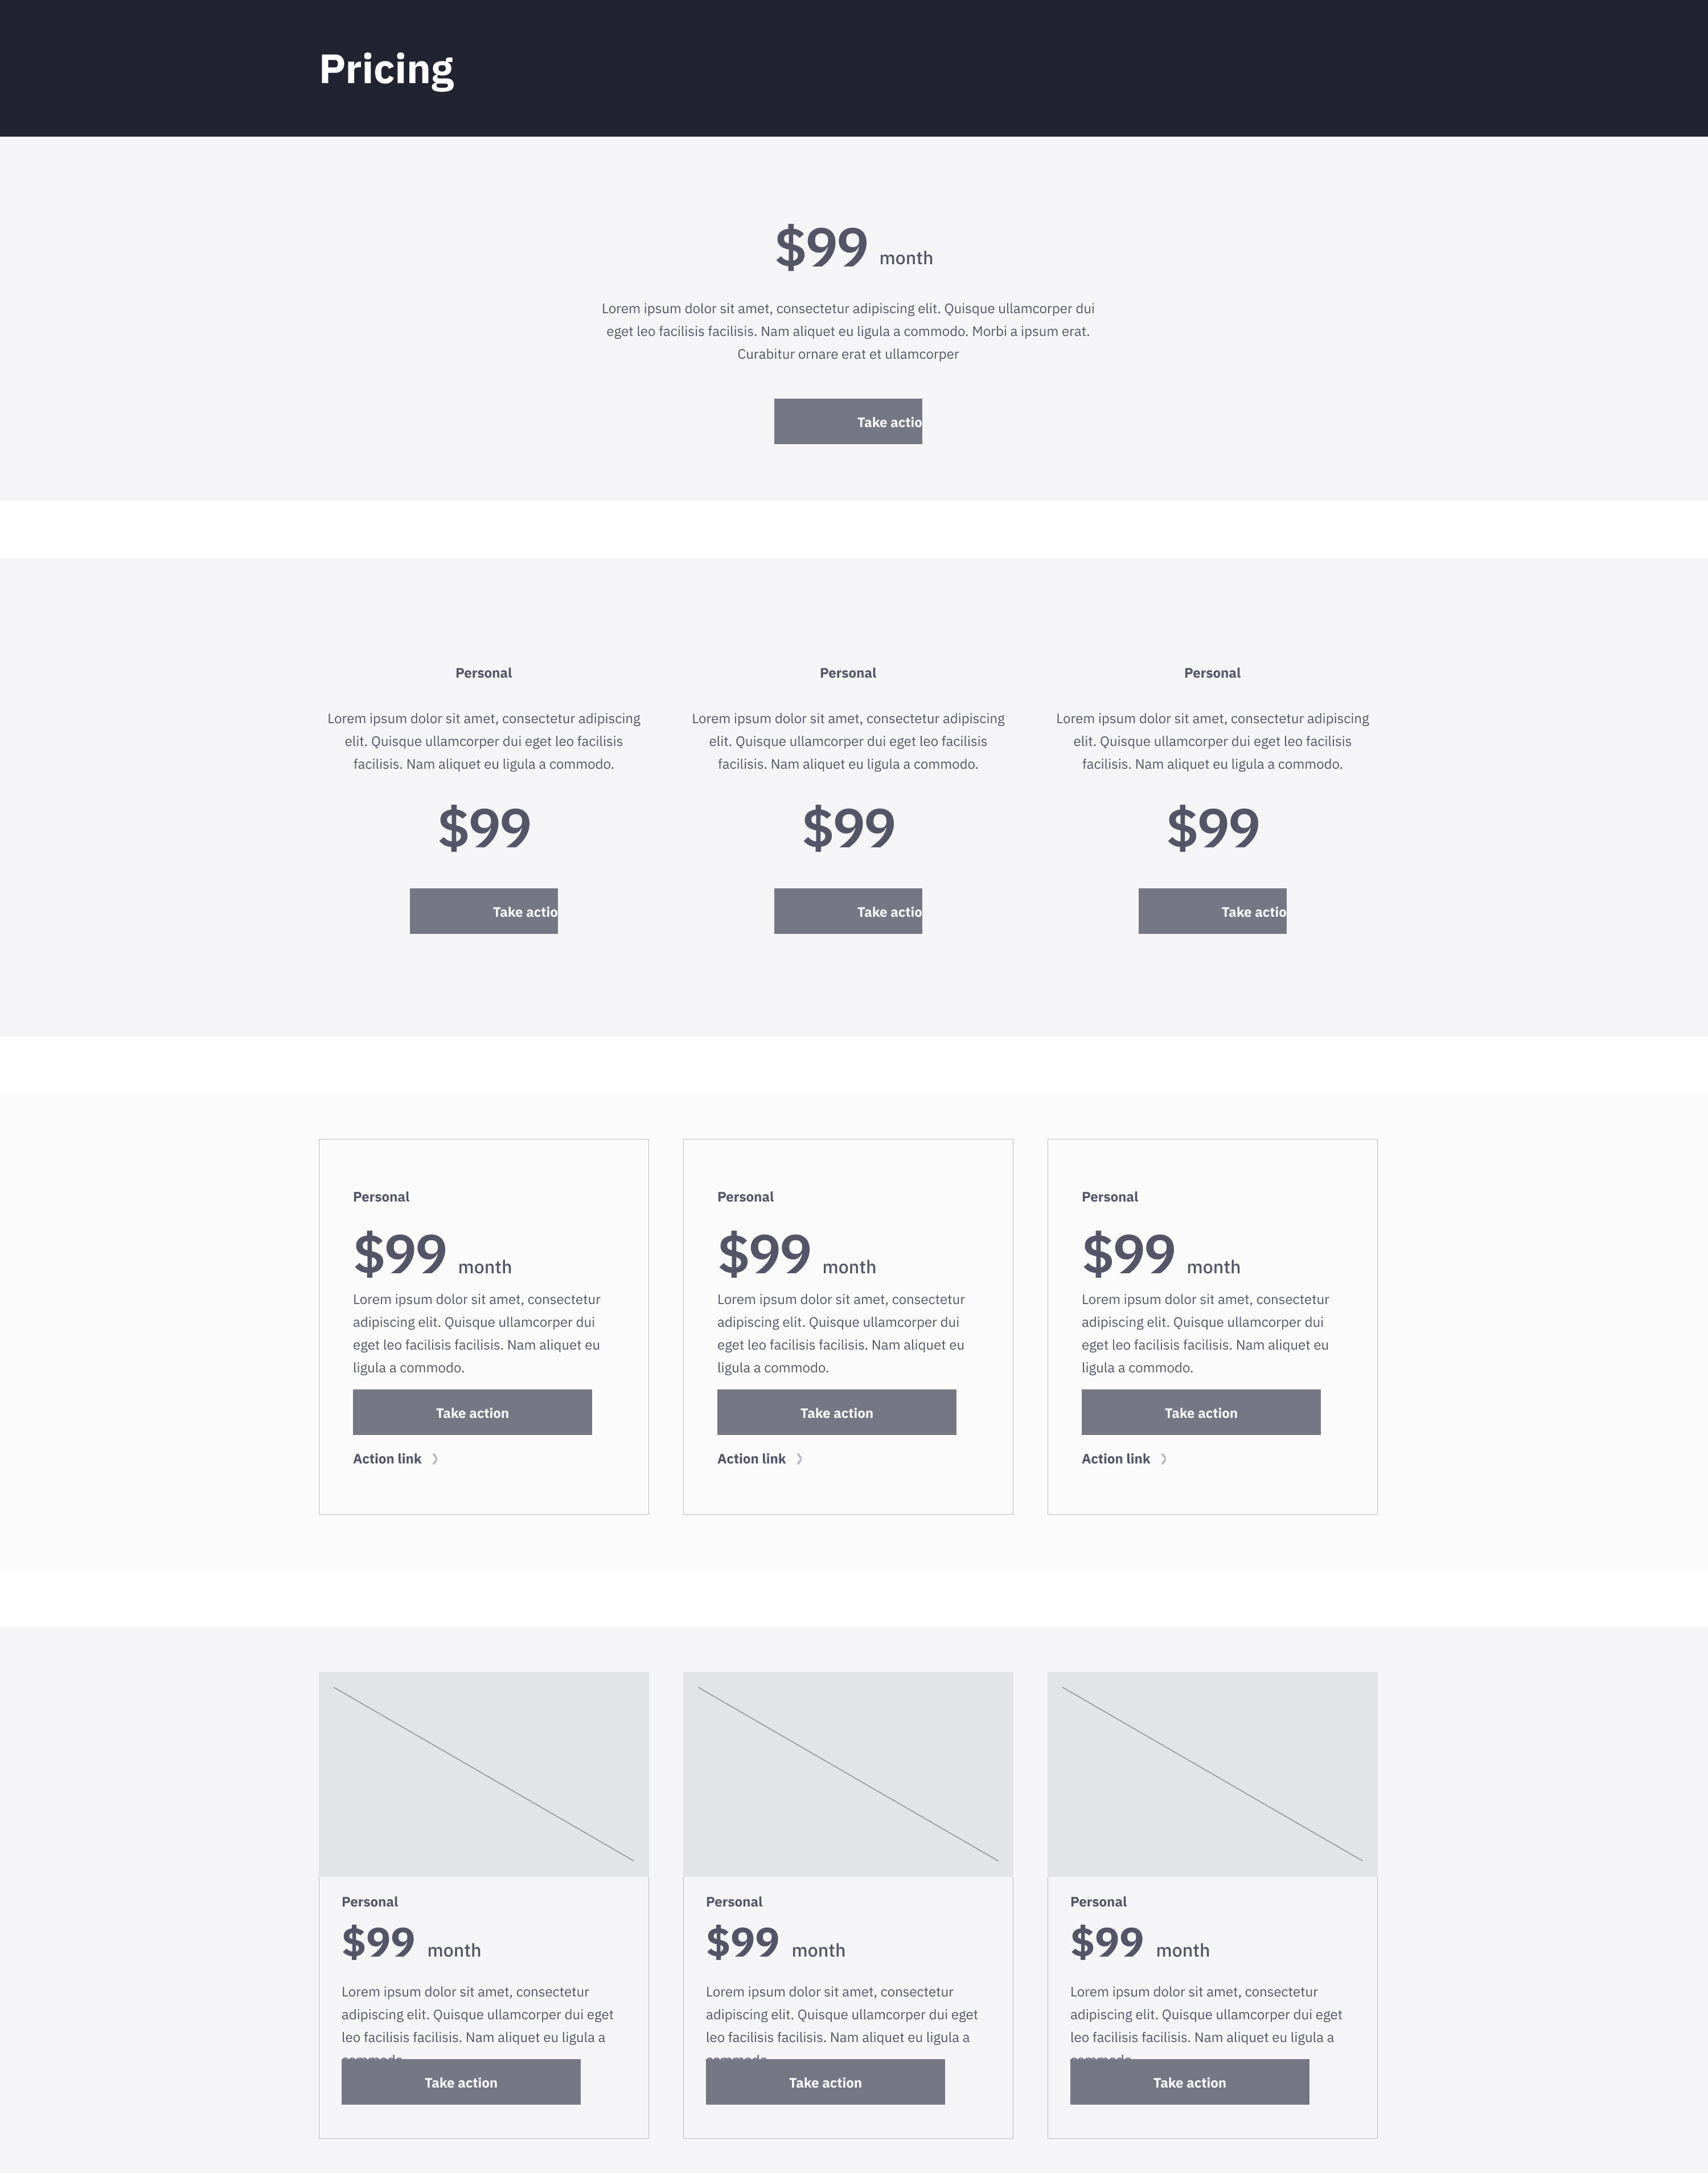 Pricing
$99 month
Lorem ipsum dolor sit amet, consectetur adipiscing elit. Quisque ullamcorper dui
eget leo facilisis facilisis. Nam aliquet eu ligula a commodo. Morbi a ipsum erat.
Curabitur ornare erat et ullamcorper
Take actio
Personal
Lorem ipsum dolor sit amet, consectetur adipiscing
elit. Quisque ullamcorper dui eget leo facilisis
facilisis. Nam aliquet eu ligula a commodo.
$99
Take actio
Personal
Lorem ipsum dolor sit amet, consectetur adipiscing
elit. Quisque ullamcorper dui eget leo facilisis
facilisis. Nam aliquet eu ligula a commodo.
$99
Take actio
Personal
Lorem ipsum dolor sit amet, consectetur adipiscing
elit. Quisque ullamcorper dui eget leo facilisis
facilisis. Nam aliquet eu ligula a commodo.
$99
Take actio
Personal
$99 month
Lorem ipsum dolor sit amet, consectetur
adipiscing elit. Quisque ullamcorper dui
eget leo facilisis facilisis. Nam aliquet eu
ligula a commodo.
Take action
Action link
Personal
$99 month
Lorem ipsum dolor sit amet, consectetur
adipiscing elit. Quisque ullamcorper dui
eget leo facilisis facilisis. Nam aliquet eu
ligula a commodo.
Take action
Action link
Personal
$99 month
Lorem ipsum dolor sit amet, consectetur
adipiscing elit. Quisque ullamcorper dui
eget leo facilisis facilisis. Nam aliquet eu
ligula a commodo.
Take action
Action link
Personal
$99 month
Lorem ipsum dolor sit amet, consectetur
adipiscing elit. Quisque ullamcorper dui eget
leo facilisis facilisis. Nam aliquet eu ligula a
Take action
Personal
$99 month
Lorem ipsum dolor sit amet, consectetur
adipiscing elit. Quisque ullamcorper dui eget
leo facilisis facilisis. Nam aliquet eu ligula a
Take action
Personal
$99 month
Lorem ipsum dolor sit amet, consectetur
adipiscing elit. Quisque ullamcorper dui eget
leo facilisis facilisis. Nam aliquet eu ligula a
Take action